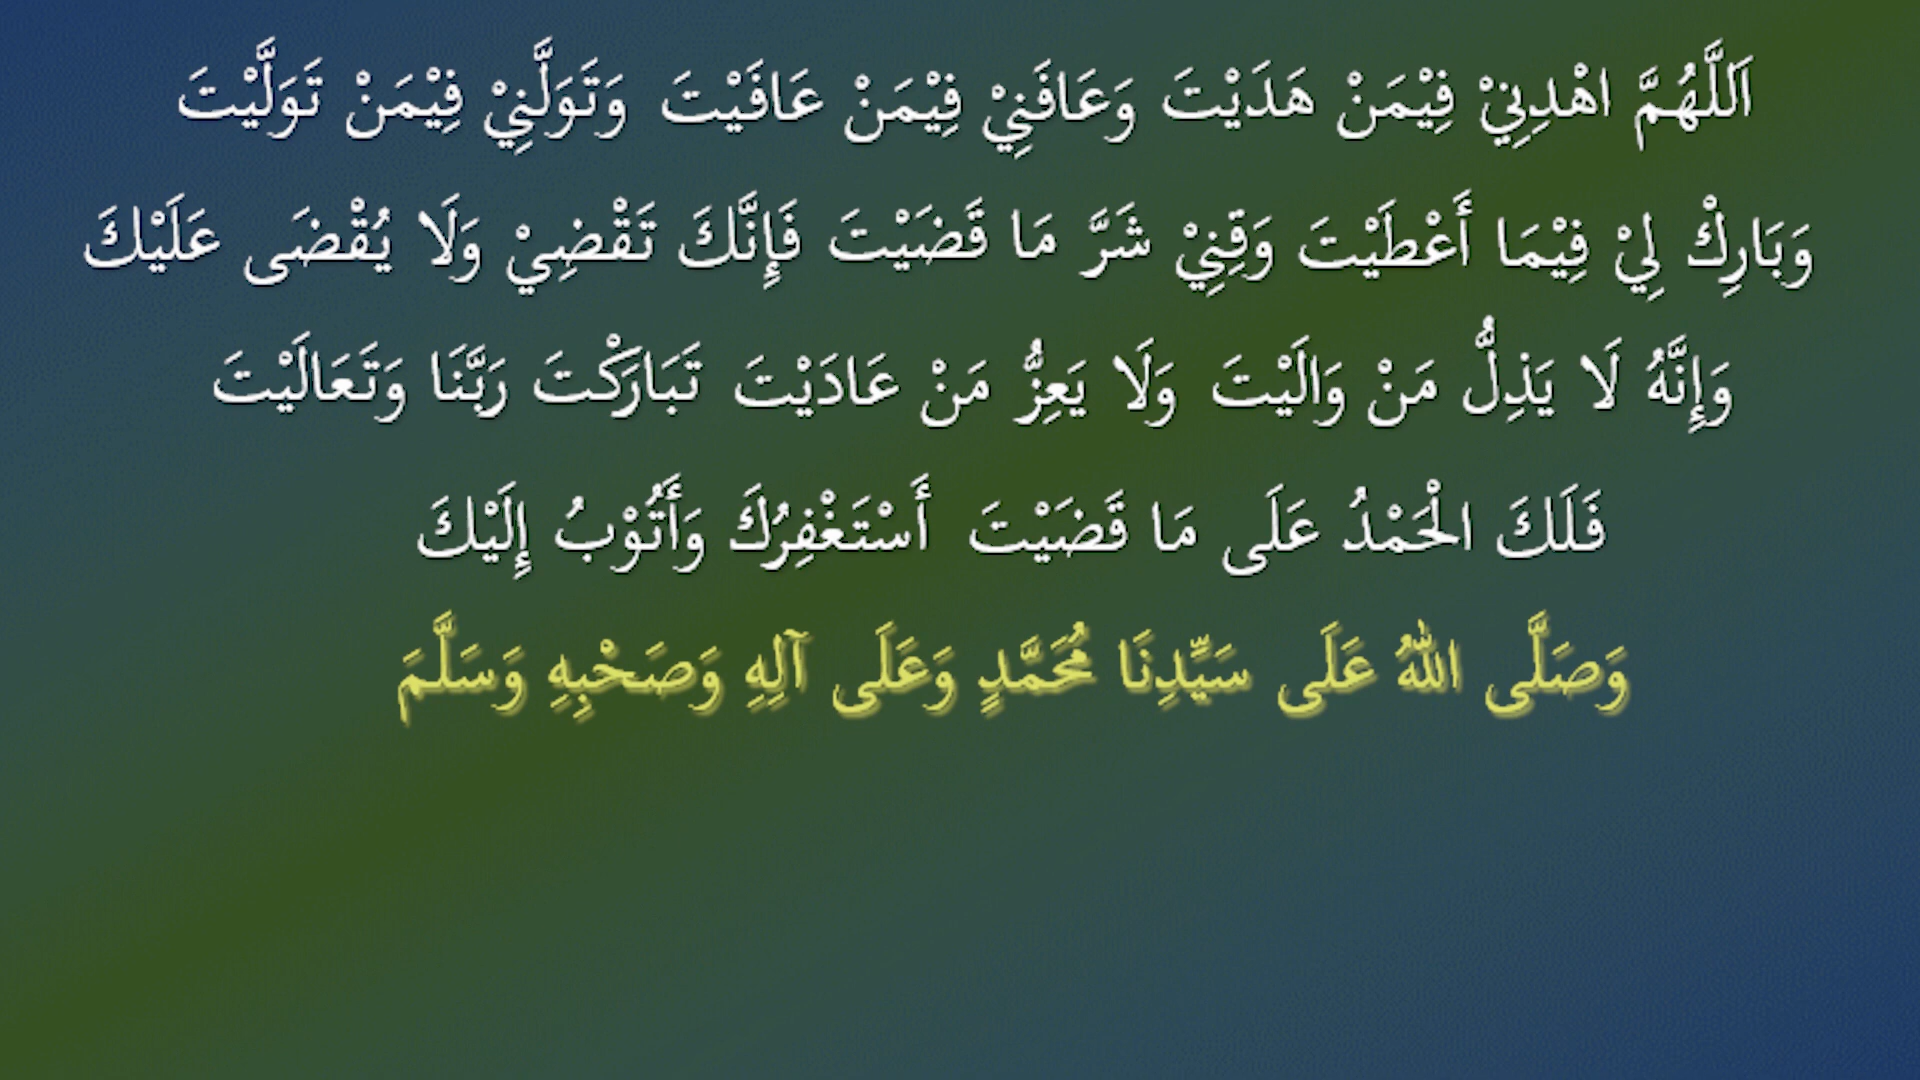 اَللَّهُمَّ اهْدِنِيْ فِيْمَنْ هَدَيْتَ وَعَافَنِيْ فِيْمَنْ عَافَيْتَ وَتَوَلَّنِيْ فِيْمَنْ تَوَلَّيْتَ
وَبَارِكْ لِيْ فِيْمَا أَعْطَيْتَ وَقِنِيْ شَرَّ مَا قَضَيْتَ فَإِنَّكَ تَقْضِيْ وَلَا يُقْضَى عَلَيْكَ
وَإِنَّهُ لَا يَذِلُّ مَنْ وَالَيْتَ وَلَا يَعِزُّ مَنْ عَادَيْتَ تَبَارَكْتَ رَبَّنَا وَتَعَالَيْتَ
فَلَكَ الْحَمْدُ عَلَى مَا قَضَيْتَ أَسْتَغْفِرُكَ وَأَتُوْبُ إِلَيْكَ
وَصَلَّى اللهُ عَلَى سَيِّدِنَا مُحَمَّدٍ وَعَلَى آلِهِ وَصَحْبِهِ وَسَلَّمَ